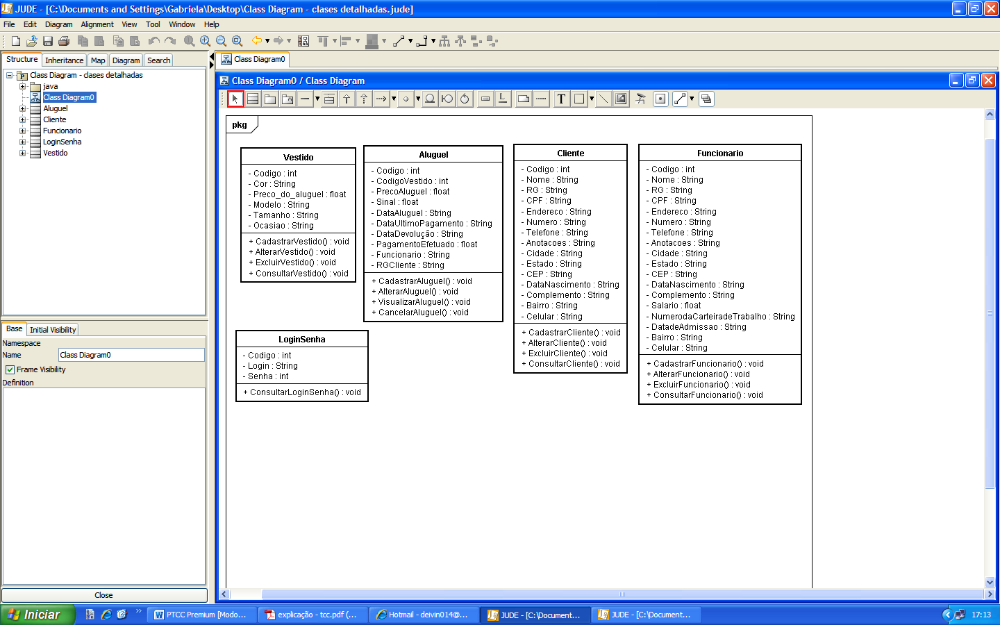 JUDE - [C:\Documents and Settings\Gabriela\Desktop\Class Diagram - clases detalhadas.jude]
File Edit Diagram Alignment View Tool Window Help
Structure Inheritance Map Diagram Search
Class Diagram - clases detalhadas
java
Class Diagram0
Aluguel
Cliente
Funcionario
LoginSenha
Vestido
Base Initial Visibility
Namespace
Name Class Diagram0
Frame Visibility
Definition
Close
Class Diagram0
Class Diagram0 / Class Diagram
T
pkg
Vestido
- Codigo : int
- Cor : String
- Preco_do_aluguel : float
- Modelo : String
- Tamanho : String
- Ocasiao : String
+ CadastrarVestido() : void
+ AlterarVestido() : void
+ ExcluirVestido() : void
+ ConsultarVestido() : void
Aluguel
- Codigo : int
- CodigoVestido : int
- PrecoAluguel : float
- Sinal : float
- DataAluguel : String
- DataUltimoPagamento : String
- DataDevolução : String
- PagamentoEfetuado : float
- Funcionario : String
- RGCliente : String
+ CadastrarAluguel() : void
+ AlterarAluguel() : void
+ VisualizarAluguel() : void
+ CancelarAluguel() : void
Cliente
- Codigo : int
- Nome : String
- RG : String
- CPF : String
- Endereco : String
- Numero : String
- Telefone : String
- Anotacoes : String
- Cidade : String
- Estado : String
- CEP : String
- DataNascimento : String
- Complemento : String
- Bairro : String
- Celular : String
+ CadastrarCliente() : void
+ AlterarCliente() : void
+ ExcluirCliente() : void
+ ConsultarCliente() : void
Funcionario
- Codigo : int
- Nome : String
- RG : String
- CPF : String
- Endereco : String
- Numero : String
- Telefone : String
- Anotacoes : String
- Cidade : String
- Estado : String
- CEP : String
- DataNascimento : String
- Complemento : String
- Salario : float
- NumerodaCarteiradeTrabalho : String
- DatadeAdmissao : String
- Bairro : String
- Celular : String
+ CadastrarFuncionario() : void
+ AlterarFuncionario() : void
+ ExcluirFuncionario() : void
+ ConsultarFuncionario() : void
LoginSenha
- Codigo : int
- Login : String
- Senha : int
+ ConsultarLoginSenha() : void
Iniciar
PTCC Premium [Modo...
explicação - tcc.pdf (...
Hotmail - deivin014@...
JUDE - [C:\Document...
JUDE - [C:\Document...
17:13